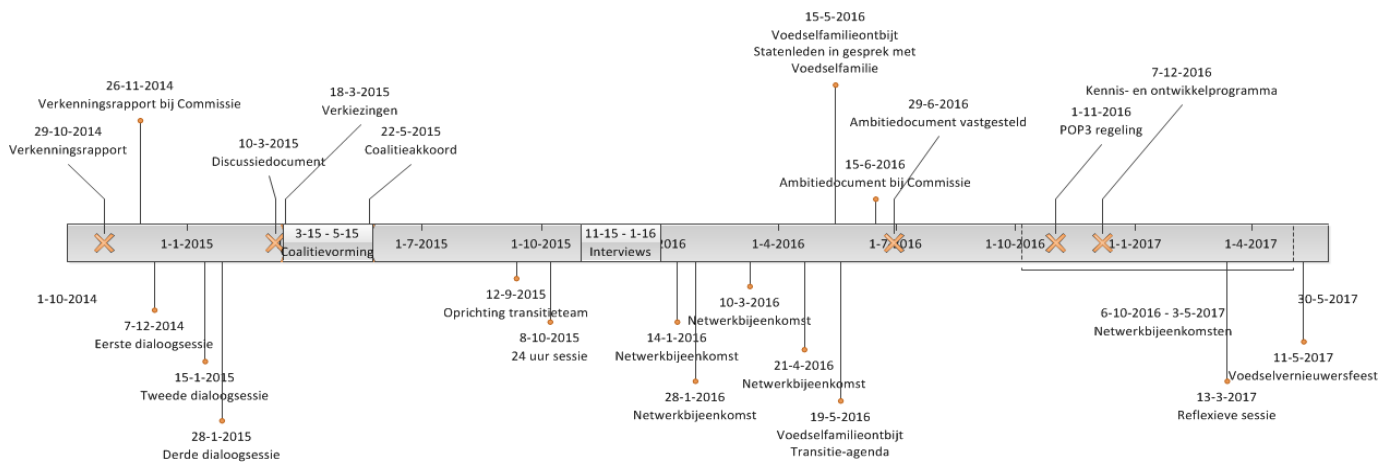 15-5-2016
Voedselfamilieontbijt
Statenleden in gesprek met
Voedselfamilie
26-11-2014
Verkenningsrapport bij Commissie
18-3-2015
Verkiezingen
7-12-2016
Kennis- en ontwikkelprogramma
29-10-2014
Verkenningsrapport
10-3-2015
Discussiedocument
22-5-2015
Coalitieakkoord
29-6-2016
Ambitiedocument vastgesteld
1-11-2016
POP3 regeling
15-6-2016
Ambitiedocument bij Commissie
1-1-2015
3-15 - 5-15
Coalitievorming
1-7-2015
1-10-2015
11-15 - 1-16
Interviews
2016
1-4-2016
1-7-2016
1-10-2016
1-1-2017
1-4-2017
1-10-2014
30-5-2017
7-12-2014
Eerste dialoogsessie
15-1-2015
Tweede dialoogsessie
28-1-2015
Derde dialoogsessie
12-9-2015
Oprichting transitieteam
8-10-2015
24 uur sessie
14-1-2016
Netwerkbijeenkomst
28-1-2016
Netwerkbijeenkomst
10-3-2016
Netwerkbijeenkomst
21-4-2016
Netwerkbijeenkomst
19-5-2016
Voedselfamilieontbijt
Transitie-agenda
6-10-2016 - 3-5-2017
Netwerkbijeenkomsten
13-3-2017
Reflexieve sessie
11-5-2017
Voedselvernieuwersfeest